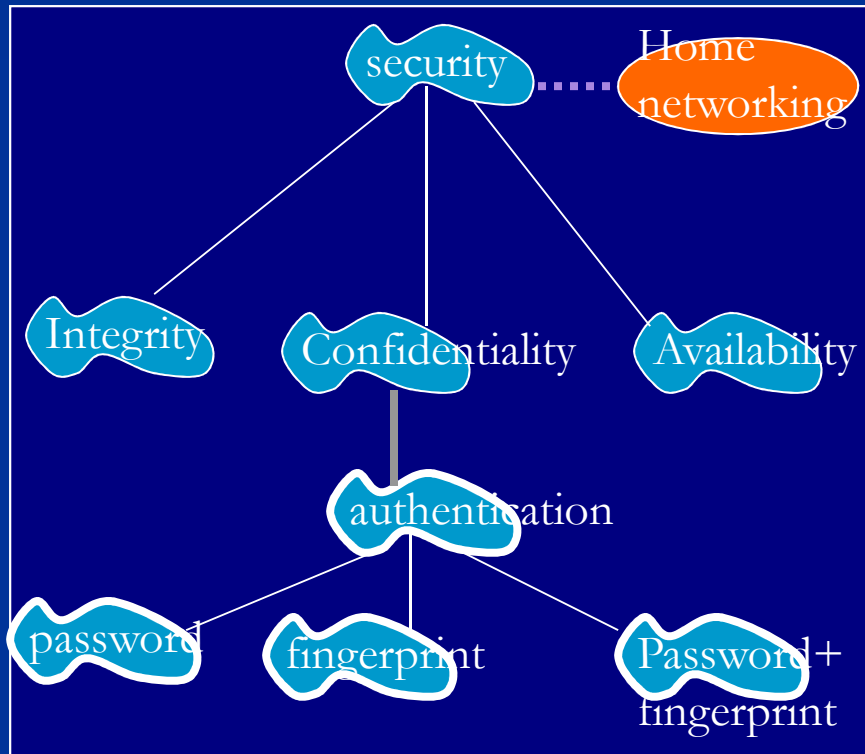 security
Home
networking
Integrity
Confidentiality
Availability
authentication
password
fingerprint
Password+
fingerprint